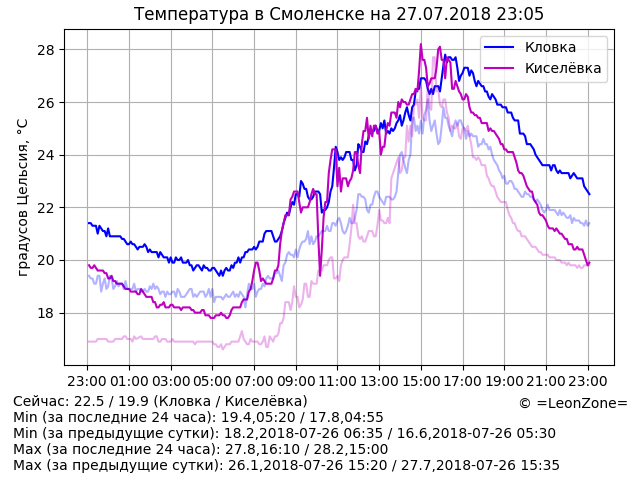 Температура в Смоленске на 27.07.2018 23:05
Кловка
Киселёвка
градусов Цельсия, °C
28
26
24
22
20
18
23:00 01:00 03:00 05:00 07:00 09:00 11:00 13:00 15:00 17:00 19:00 21:00 23:00
Сейчас: 22.5 / 19.9 (Кловка / Киселёвка)
© =LeonZone=
Min (за последние 24 часа): 19.4,05:20 / 17.8,04:55
Min (за предыдущие сутки): 18.2,2018-07-26 06:35 / 16.6,2018-07-26 05:30
Max (за последние 24 часа): 27.8,16:10 / 28.2,15:00
Max (за предыдущие сутки): 26.1,2018-07-26 15:20 / 27.7,2018-07-26 15:35